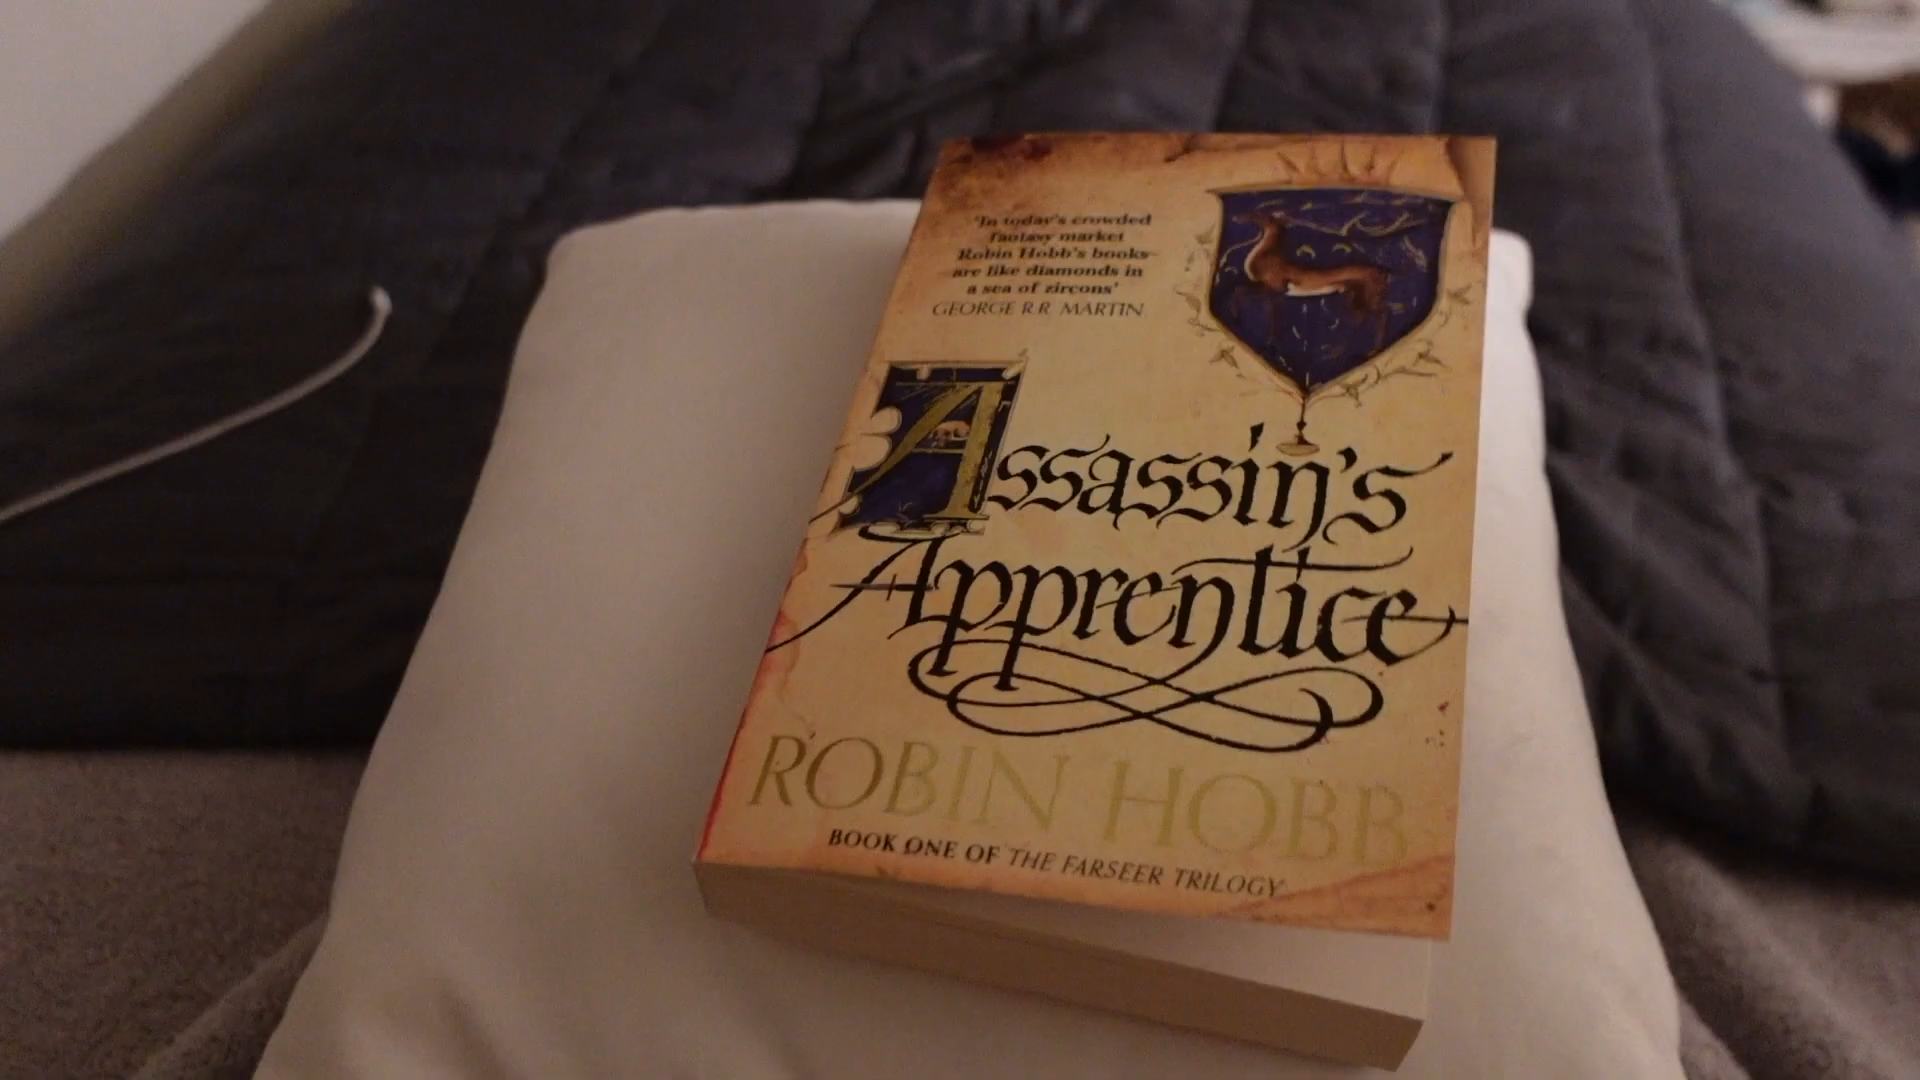 'In today's crowded
fantasy market
Robin Hobb's books
are like diamonds in
a sea of zircons'
GEORGE R.R. MARTIN
Assassin's
Apprentice
ROBIN HOBB
BOOK ONE OF THE FARSEER TRILOGY